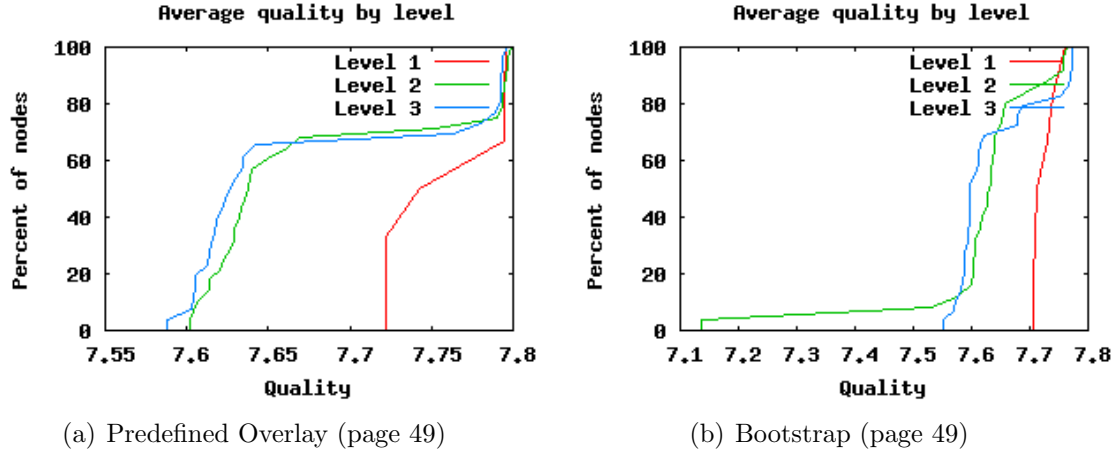 Average quality by level
100
80
60
40
20
0
Percent of nodes
Level 1
Level 2
Level 3
7.55
7.6
7.65
7.7
7.75
7.8
Quality
(a) Predefined Overlay (page 49)
Average quality by level
100
80
60
40
20
0
Percent of nodes
Level 1
Level 2
Level 3
7.1
7.2
7.3
7.4
7.5
7.6
7.7
7.8
Quality
(b) Bootstrap (page 49)